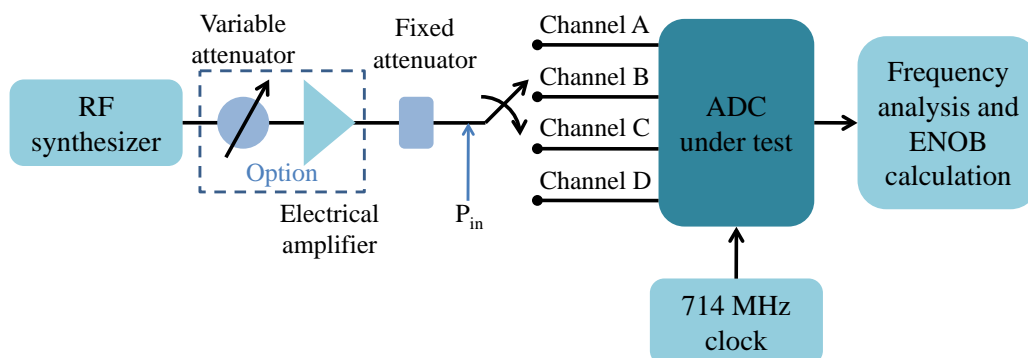 RF
synthesizer
Variable
attenuator
Option
Electrical
amplifier
Fixed
attenuator
P_in
Channel A
Channel B
Channel C
Channel D
ADC
under test
714 MHz
clock
Frequency
analysis and
ENOB
calculation